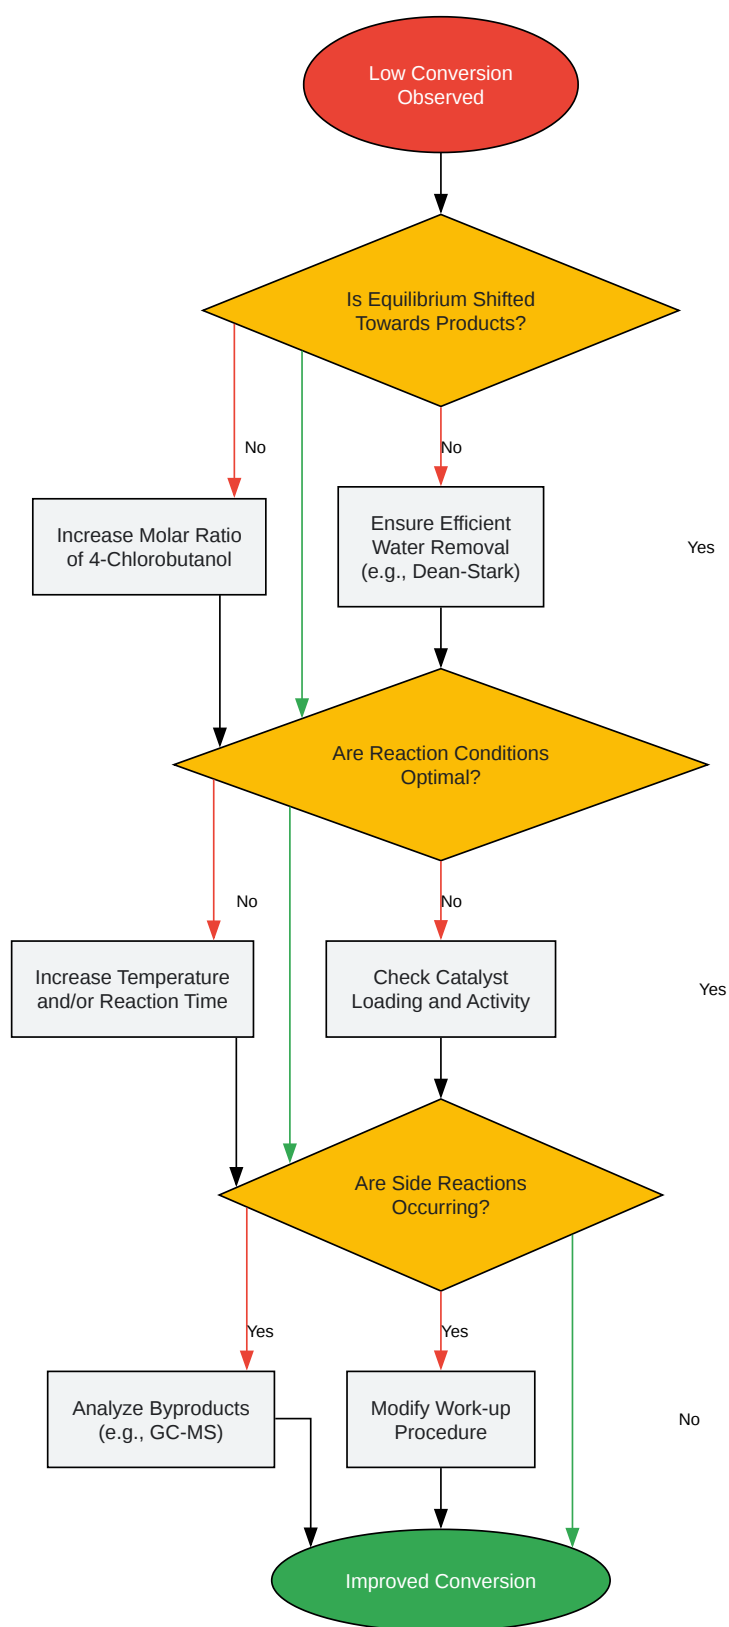 Low Conversion
Observed
Is Equilibrium Shifted
Towards Products?
No
No
Increase Molar Ratio
of 4-Chlorobutanol
Ensure Efficient
Water Removal
(e.g., Dean-Stark)
Yes
Are Reaction Conditions
Optimal?
No
No
Increase Temperature
and/or Reaction Time
Check Catalyst
Loading and Activity
Yes
Are Side Reactions
Occurring?
Yes
Yes
Analyze Byproducts
(e.g., GC-MS)
Modify Work-up
Procedure
No
Improved Conversion